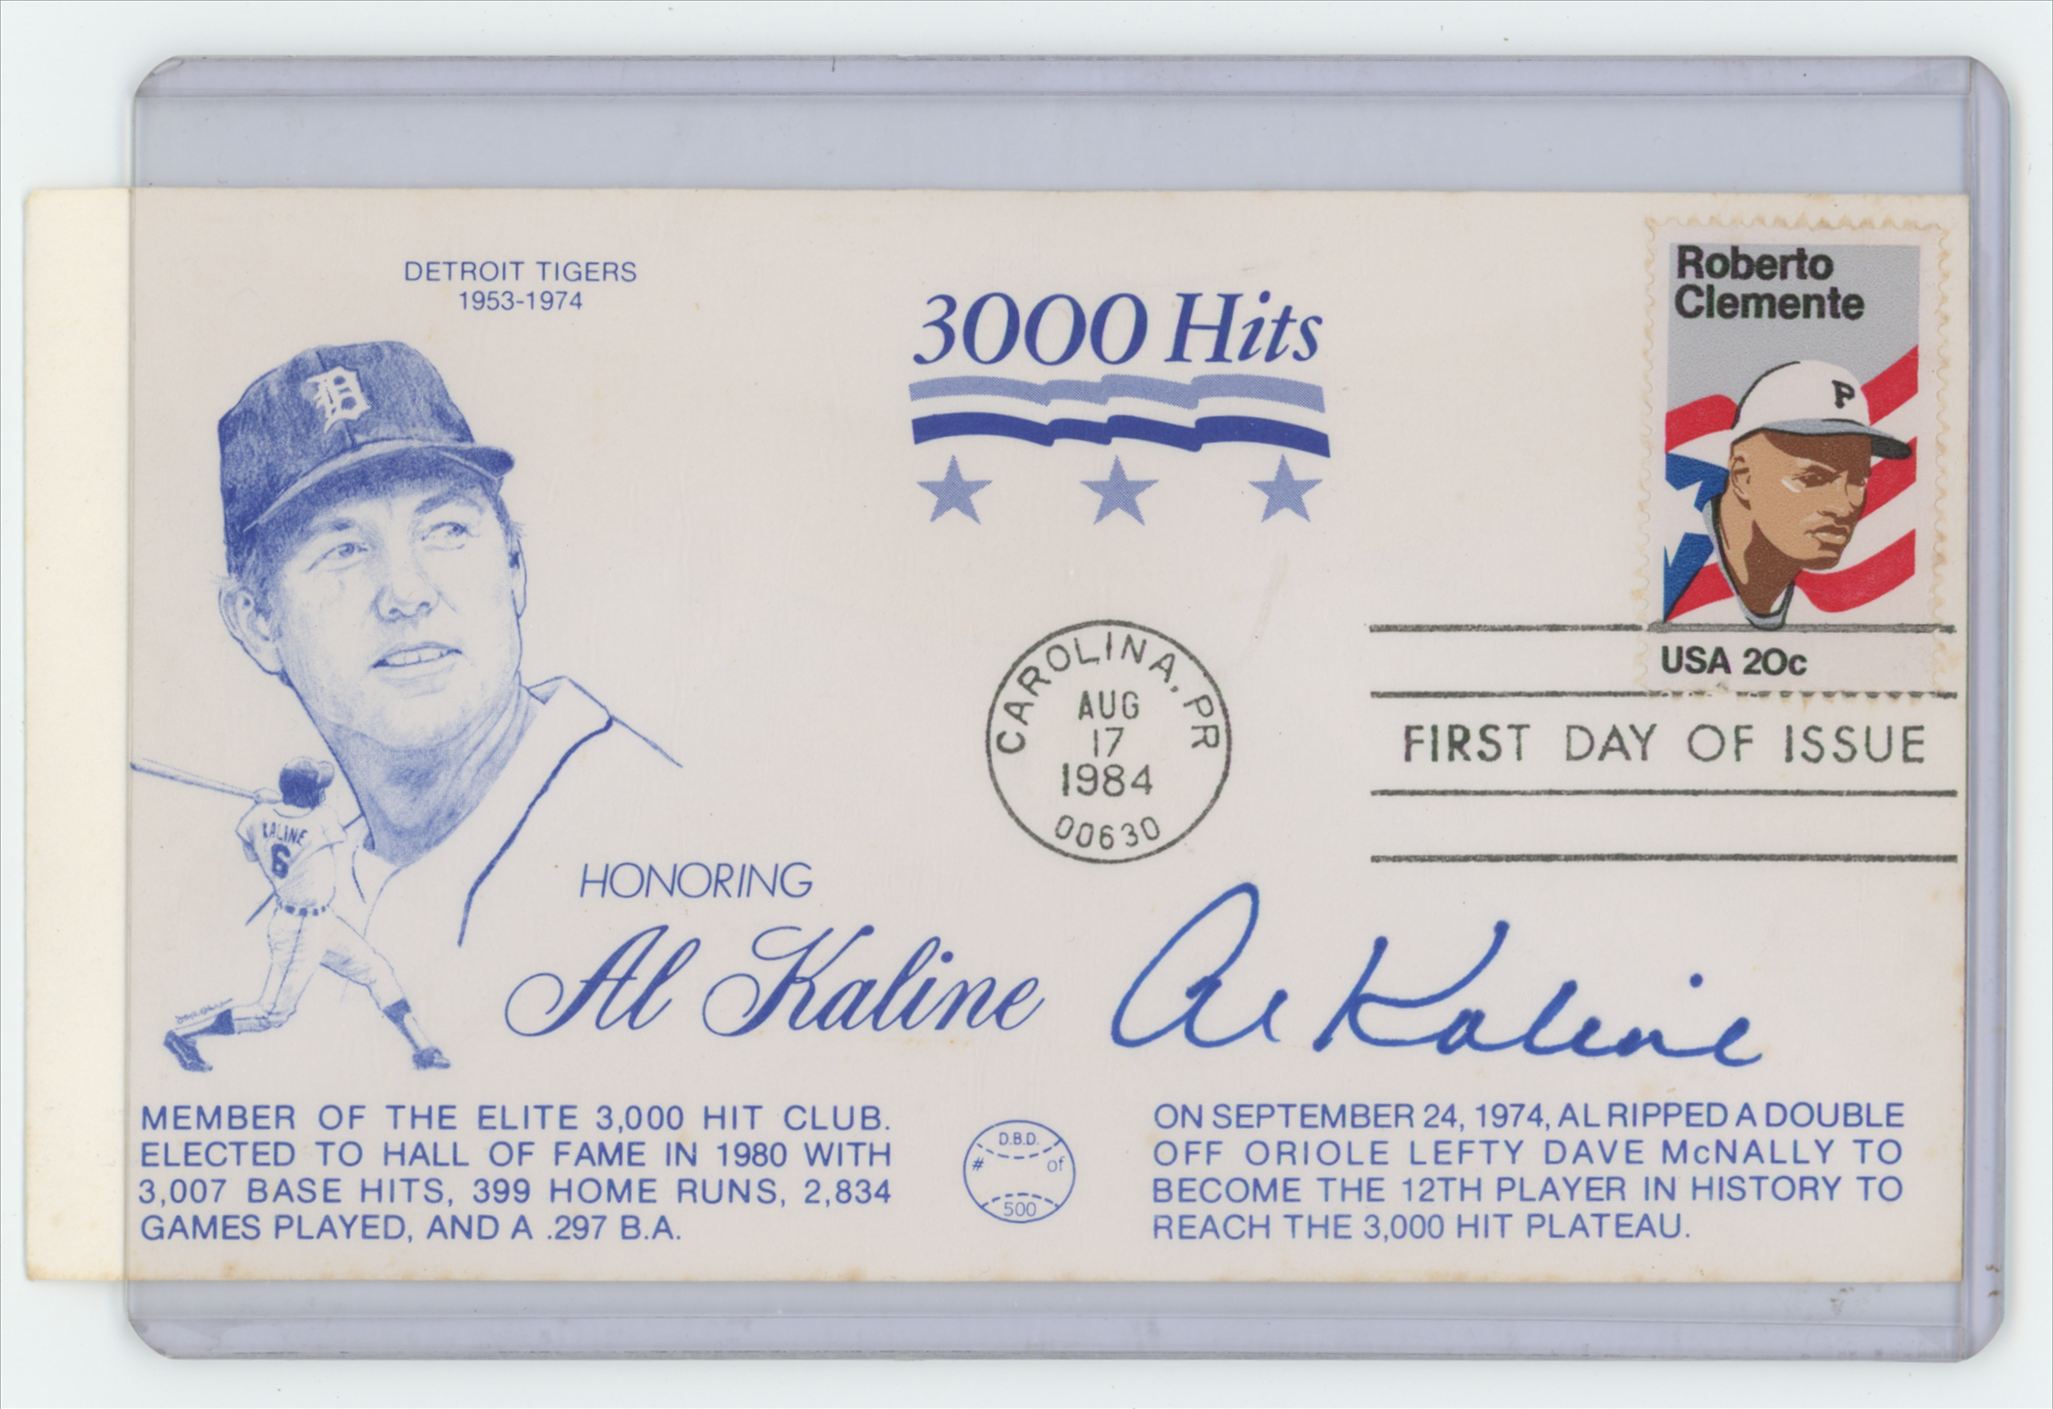 DETROIT TIGERS
1953-1974
3000 Hits
Roberto
Clemente
P
D
USA 20c
CAROLINA, PR
AUG
17
1984
00630
FIRST DAY OF ISSUE
KALINE
6
HONORING
Al Kaline
Al Kaline
MEMBER OF THE ELITE 3,000 HIT CLUB.
ELECTED TO HALL OF FAME IN 1980 WITH
3,007 BASE HITS, 399 HOME RUNS, 2,834
GAMES PLAYED, AND A .297 B.A.
D.B.D.
# of
500
ON SEPTEMBER 24, 1974, AL RIPPED A DOUBLE
OFF ORIOLE LEFTY DAVE McNALLY TO
BECOME THE 12TH PLAYER IN HISTORY TO
REACH THE 3,000 HIT PLATEAU.